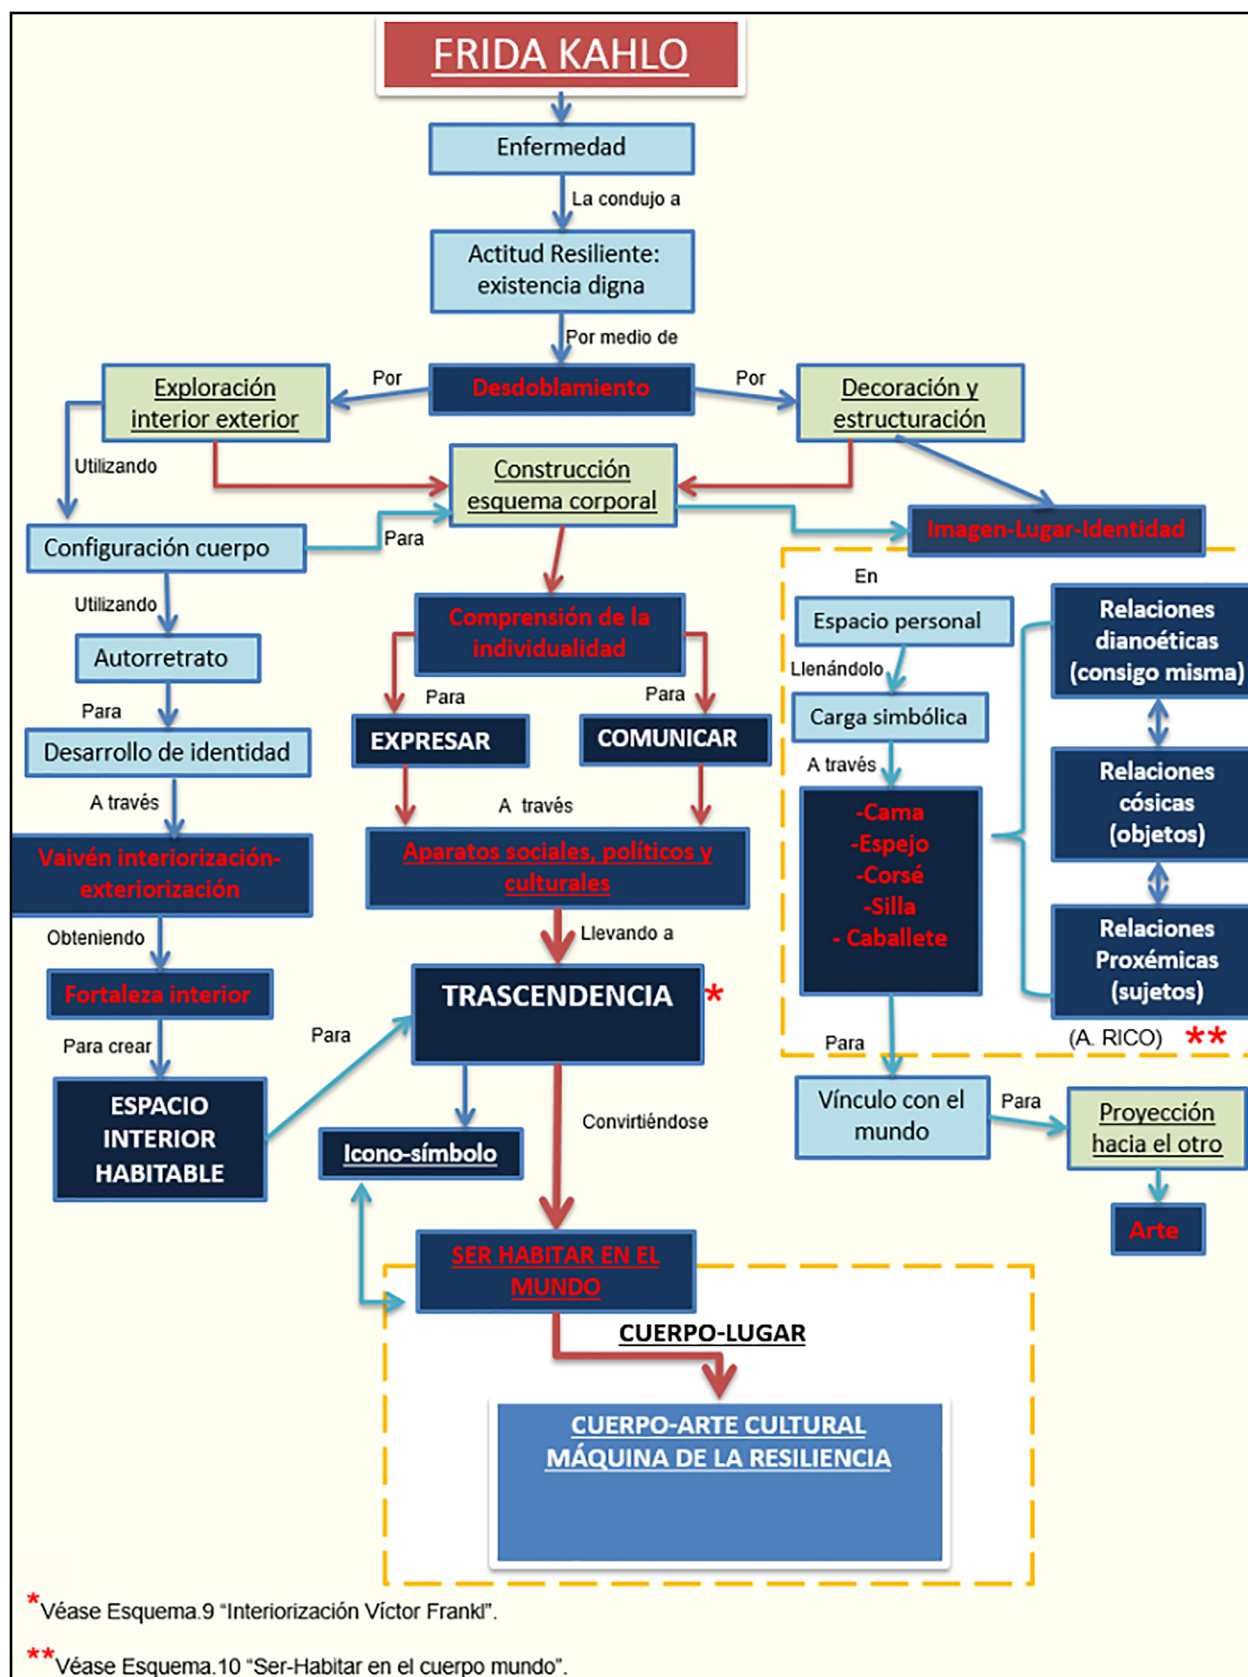 FRIDA KAHLO
Enfermedad
La condujo a
Actitud Resiliente:
existencia digna
Por medio de
Desdoblamiento
Por
Por
Exploración
interior exterior
Decoración y
estructuración
Utilizando
Construcción
esquema corporal
Configuración cuerpo
Para
Imagen-Lugar-Identidad
Utilizando
Autorretrato
Para
Desarrollo de identidad
A través
Vaivén interiorización-
exteriorización
Obteniendo
Fortaleza interior
Para crear
ESPACIO
INTERIOR
HABITABLE
Para
Comprensión de la
individualidad
Para
Para
EXPRESAR
COMUNICAR
A través
Aparatos sociales, políticos y
culturales
Llevando a
TRASCENDENCIA
*
Icono-símbolo
Convirtiéndose
En
Espacio personal
Llenándolo
Carga simbólica
A través
-Cama
-Espejo
-Corsé
-Silla
- Caballete
Relaciones
dianoéticas
(consigo misma)
Relaciones
cósicas
(objetos)
Relaciones
Proxémicas
(sujetos)
(A. RICO) **
Para
Vínculo con el
mundo
Para
Proyección
hacia el otro
Arte
SER HABITAR EN EL
MUNDO
CUERPO-LUGAR
CUERPO-ARTE CULTURAL
MÁQUINA DE LA RESILIENCIA
*Véase Esquema.9 “Interiorización Víctor Frankl”.
**Véase Esquema.10 “Ser-Habitar en el cuerpo mundo”.